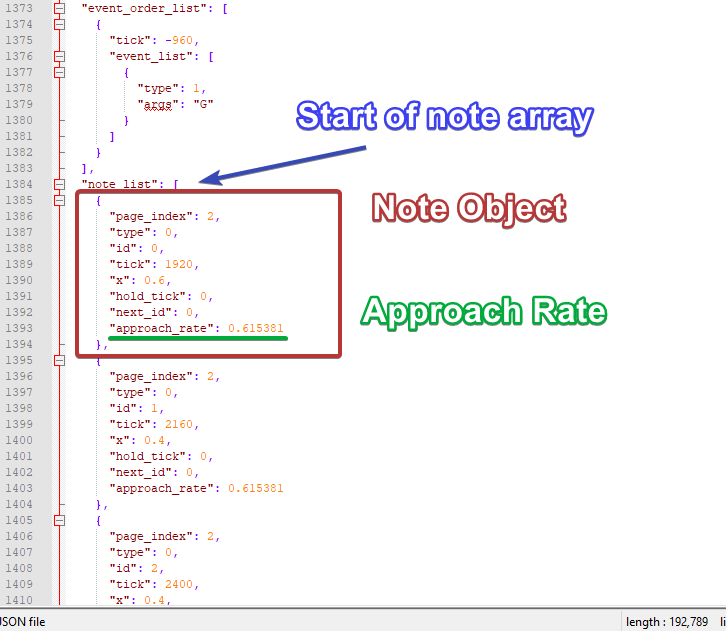 1373 "event_order_list": [
1374 {
1375 "tick": -960,
1376 "event_list": [
1377 {
1378 "type": 1,
1379 "args": "G"
1380 }
1381 ]
1382 }
1383 ],
1384 "note_list": [
1385 {
1386 "page_index": 2,
1387 "type": 0,
1388 "id": 0,
1389 "tick": 1920,
1390 "x": 0.6,
1391 "hold_tick": 0,
1392 "next_id": 0,
1393 "approach_rate": 0.615381
1394 },
1395 {
1396 "page_index": 2,
1397 "type": 0,
1398 "id": 1,
1399 "tick": 2160,
1400 "x": 0.4,
1401 "hold_tick": 0,
1402 "next_id": 0,
1403 "approach_rate": 0.615381
1404 },
1405 {
1406 "page_index": 2,
1407 "type": 0,
1408 "id": 2,
1409 "tick": 2400,
1410 "x": 0.4,
Start of note array
Note Object
Approach Rate
JSON file length : 192,789 li